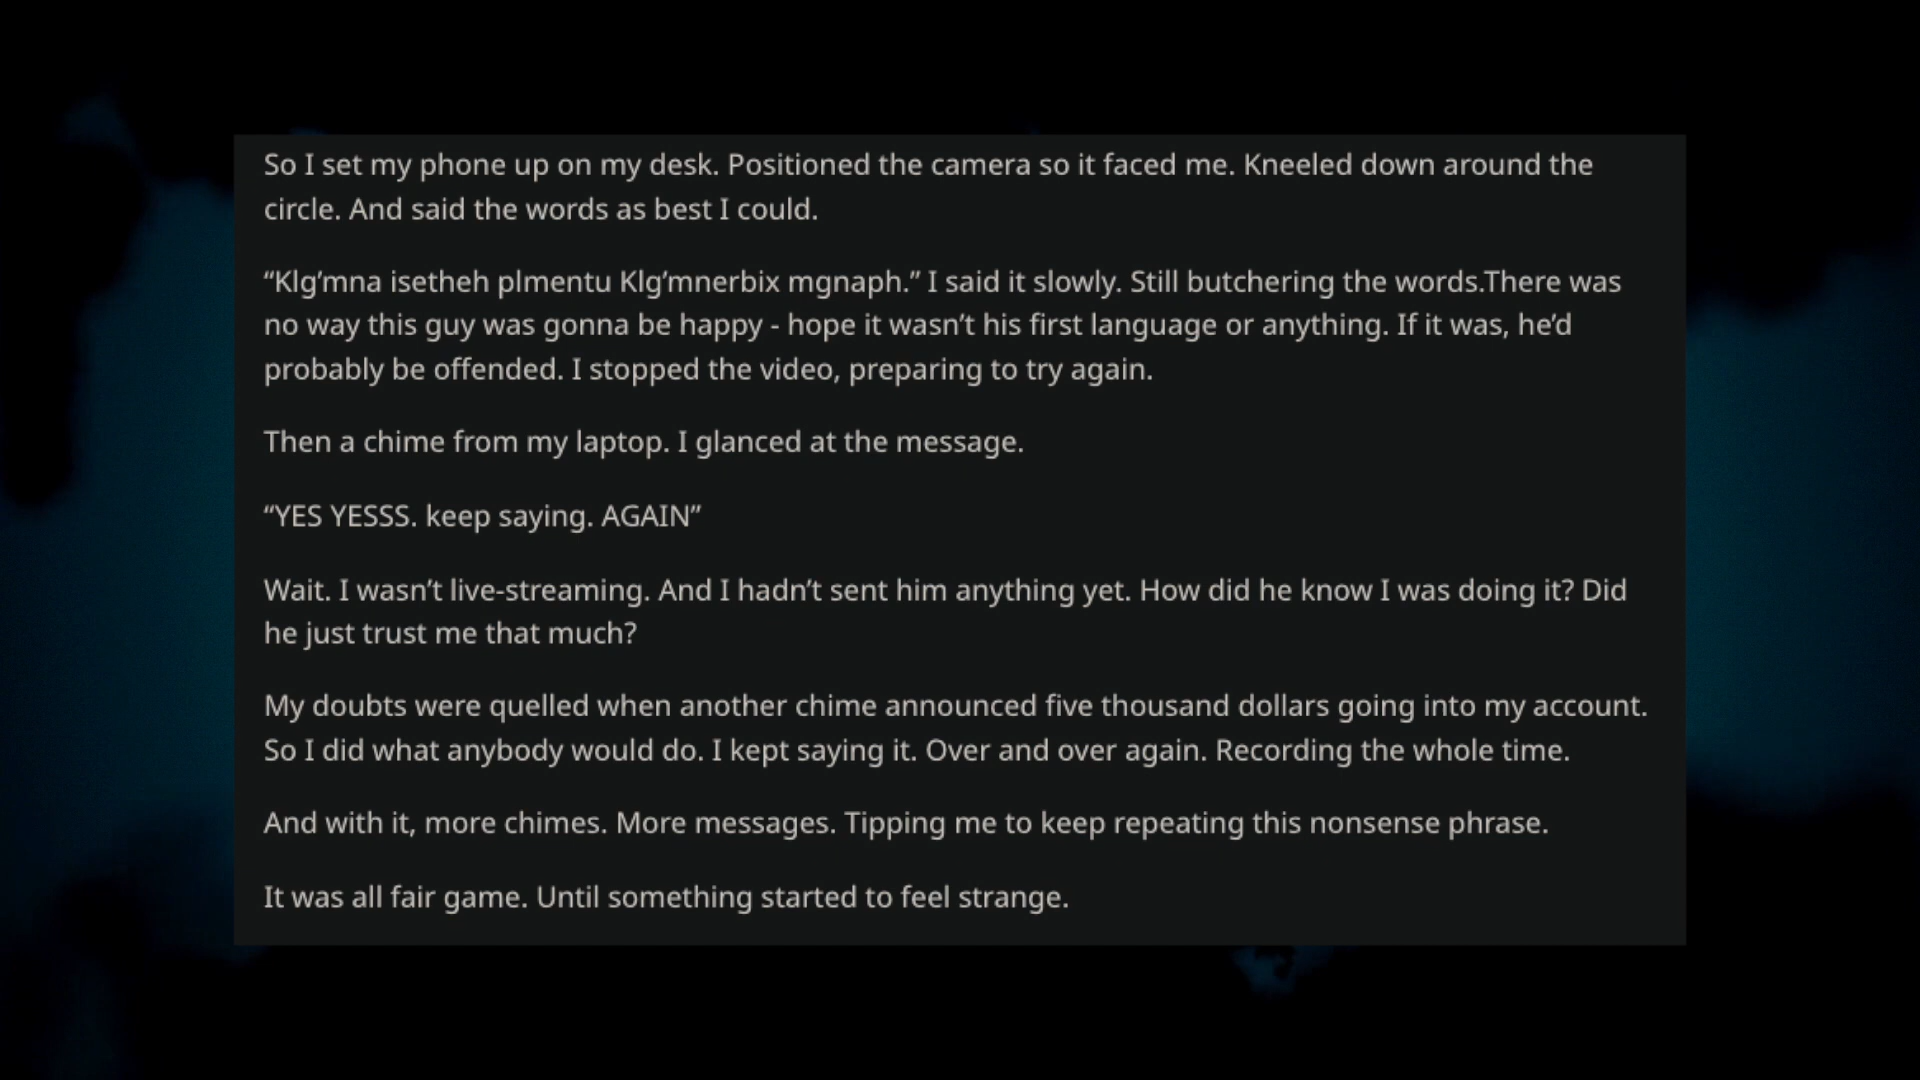 So I set my phone up on my desk. Positioned the camera so it faced me. Kneeled down around the
circle. And said the words as best I could.
“Klg’mna isetheh plmentu Klg’mnerbix mgnaph.” I said it slowly. Still butchering the words.There was
no way this guy was gonna be happy - hope it wasn’t his first language or anything. If it was, he’d
probably be offended. I stopped the video, preparing to try again.
Then a chime from my laptop. I glanced at the message.
“YES YESSS. keep saying. AGAIN”
Wait. I wasn’t live-streaming. And I hadn’t sent him anything yet. How did he know I was doing it? Did
he just trust me that much?
My doubts were quelled when another chime announced five thousand dollars going into my account.
So I did what anybody would do. I kept saying it. Over and over again. Recording the whole time.
And with it, more chimes. More messages. Tipping me to keep repeating this nonsense phrase.
It was all fair game. Until something started to feel strange.